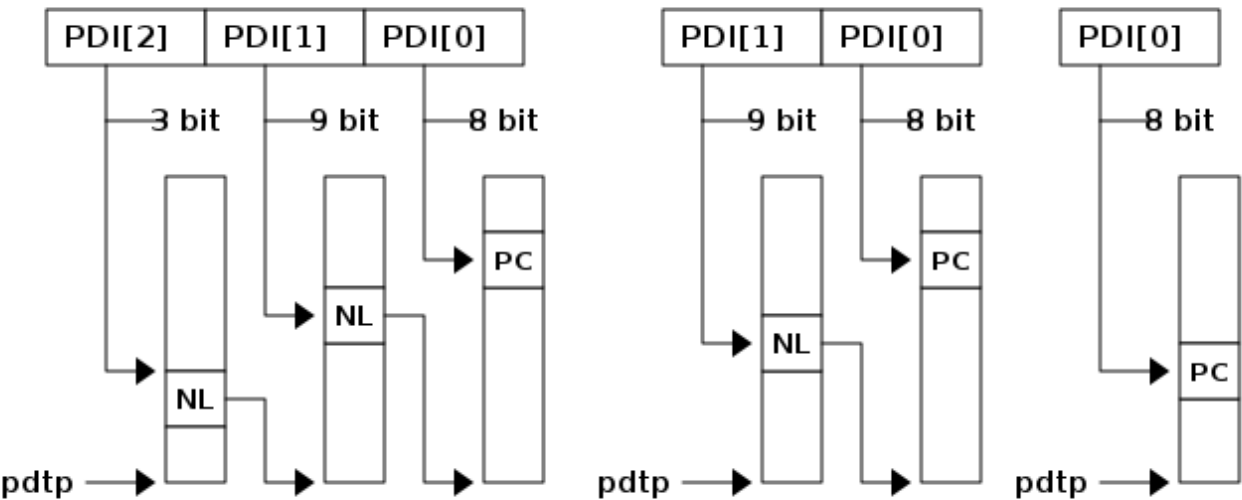 PDI[2] PDI[1] PDI[0] PDI[1] PDI[0] PDI[0]
3 bit 9 bit 8 bit 9 bit 8 bit 8 bit
PC PC
NL
NL
PC
NL
pdtp pdtp pdtp